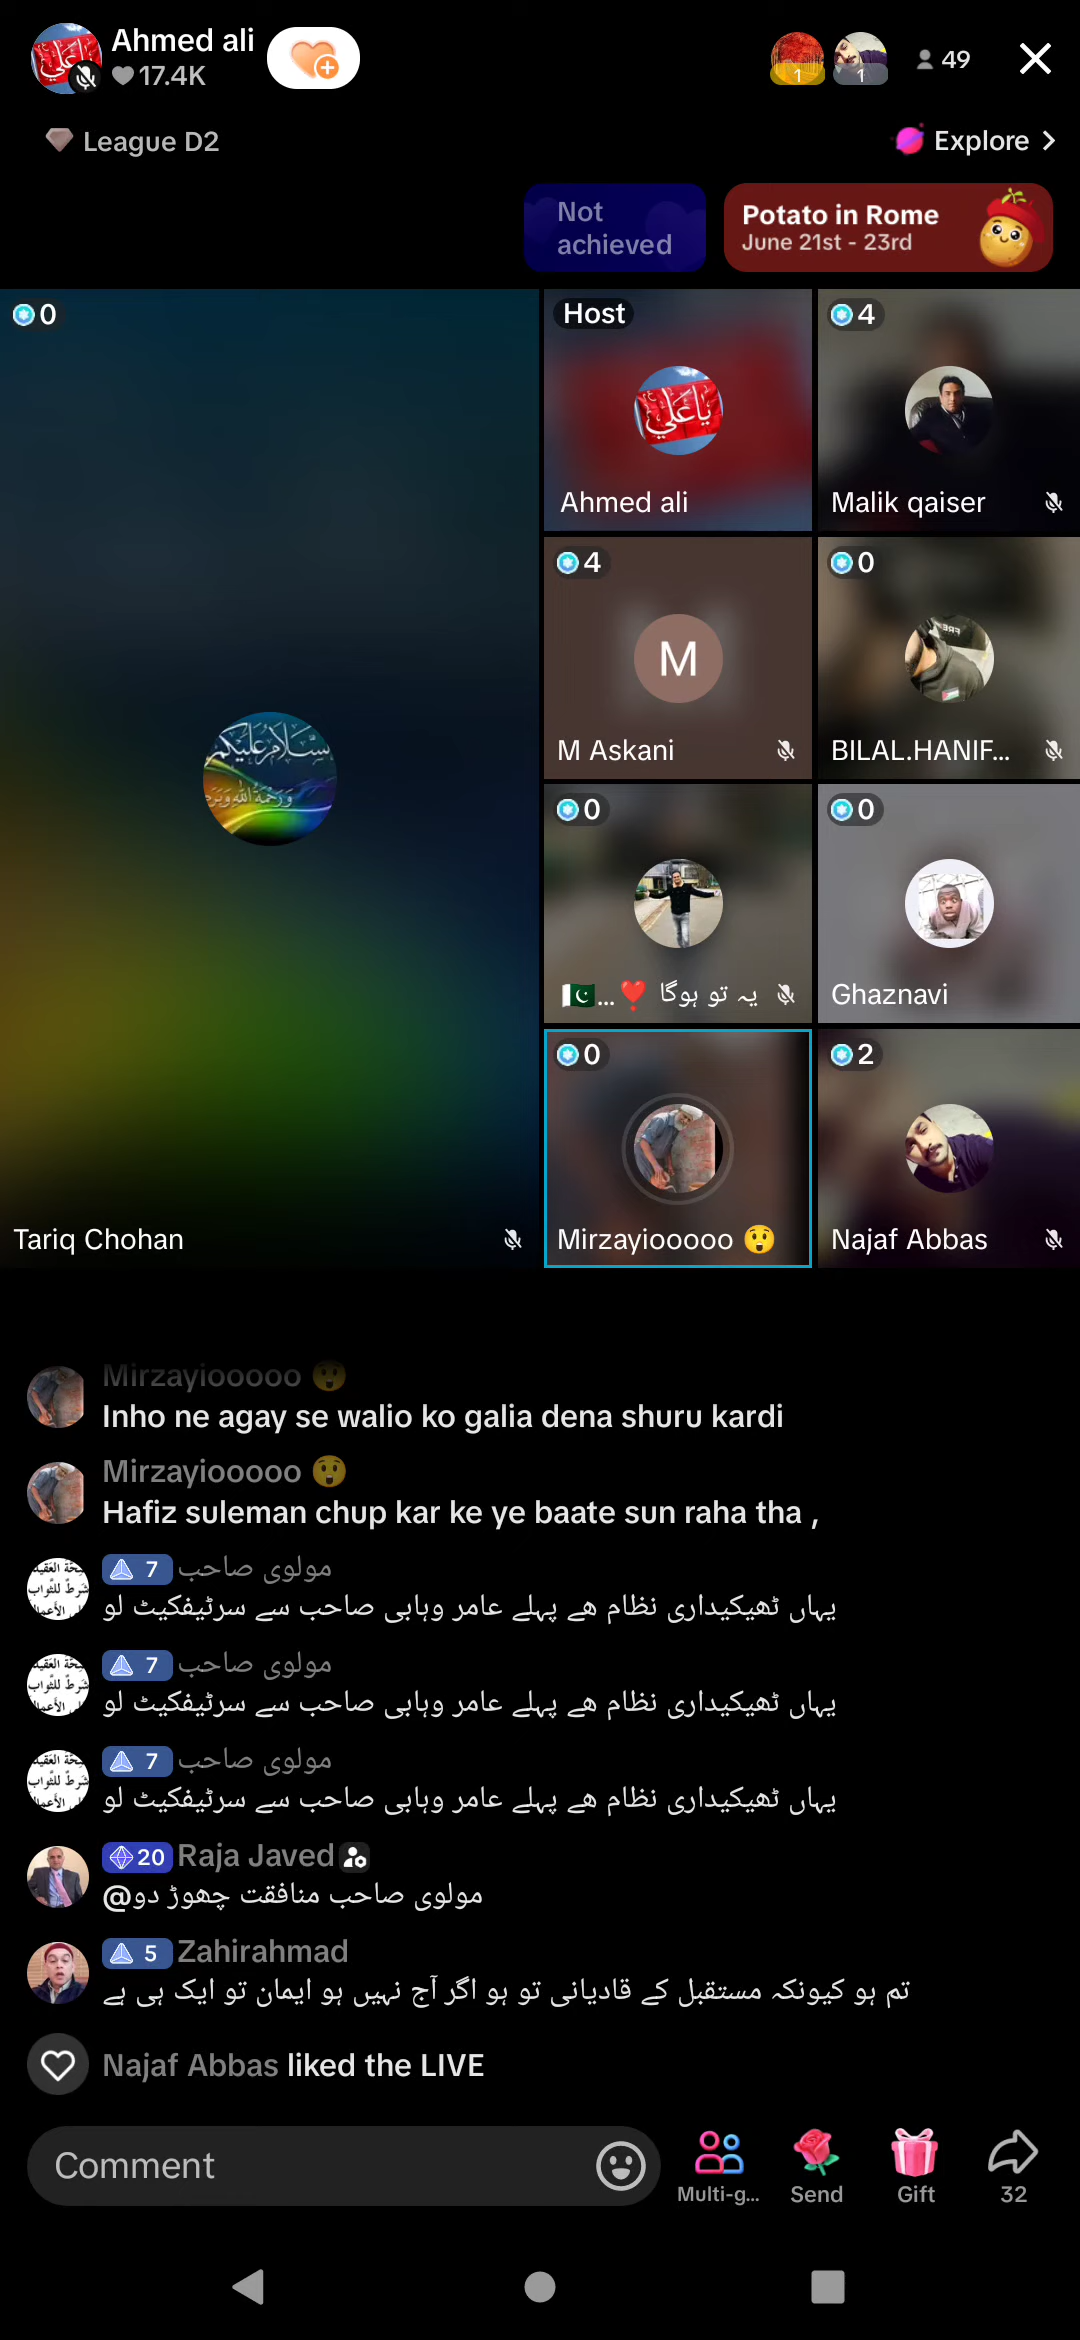 Ahmed ali
17.4K
1
1
49
League D2
Explore
Not
achieved
Potato in Rome
June 21st - 23rd
0
Tariq Chohan
Host
يا علي
Ahmed ali
4
Malik qaiser
4
M
M Askani
0
BILAL.HANIF...
0
یہ تو ہوگا ❣️...🇵🇰
0
Ghaznavi
0
Mirzayiooooo 😲
2
Najaf Abbas
Mirzayiooooo 😲
Inho ne agay se walio ko galia dena shuru kardi
Mirzayiooooo 😲
Hafiz suleman chup kar ke ye baate sun raha tha ,
7 مولوی صاحب
یہاں ٹھیکیداری نظام ھے پہلے عامر وہابی صاحب سے سرٹیفکیٹ لو
7 مولوی صاحب
یہاں ٹھیکیداری نظام ھے پہلے عامر وہابی صاحب سے سرٹیفکیٹ لو
7 مولوی صاحب
یہاں ٹھیکیداری نظام ھے پہلے عامر وہابی صاحب سے سرٹیفکیٹ لو
20 Raja Javed
@مولوی صاحب منافقت چھوڑ دو
5 Zahirahmad
تم ہو کیونکہ مستقبل کے قادیانی تو ہو اگر آج نہیں ہو ایمان تو ایک ہی ہے
Najaf Abbas liked the LIVE
Comment
Multi-g...
Send
Gift
32